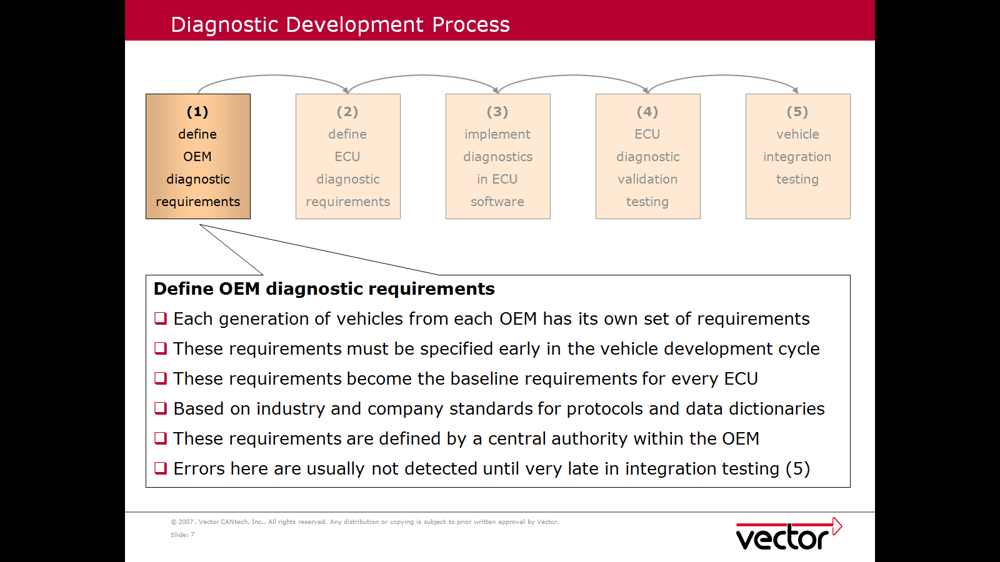 Diagnostic Development Process
(1)
define
OEM
diagnostic
requirements
(2)
define
ECU
diagnostic
requirements
(3)
implement
diagnostics
in ECU
software
(4)
ECU
diagnostic
validation
testing
(5)
vehicle
integration
testing
Define OEM diagnostic requirements
Each generation of vehicles from each OEM has its own set of requirements
These requirements must be specified early in the vehicle development cycle
These requirements become the baseline requirements for every ECU
Based on industry and company standards for protocols and data dictionaries
These requirements are defined by a central authority within the OEM
Errors here are usually not detected until very late in integration testing (5)
© 2007 . Vector CANtech, Inc.. All rights reserved. Any distribution or copying is subject to prior written approval by Vector.
Slide: 7
vector